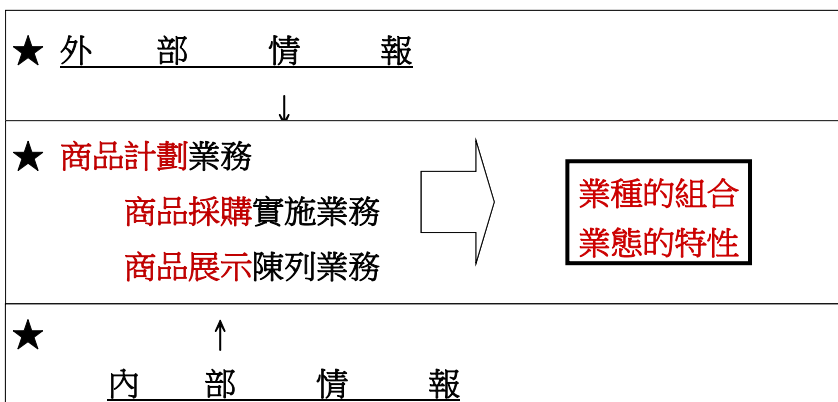 ★ 外 部 情 報
↓
★ 商品計劃業務
商品採購實施業務
商品展示陳列業務
業種的組合
業態的特性
★ ↑
內 部 情 報